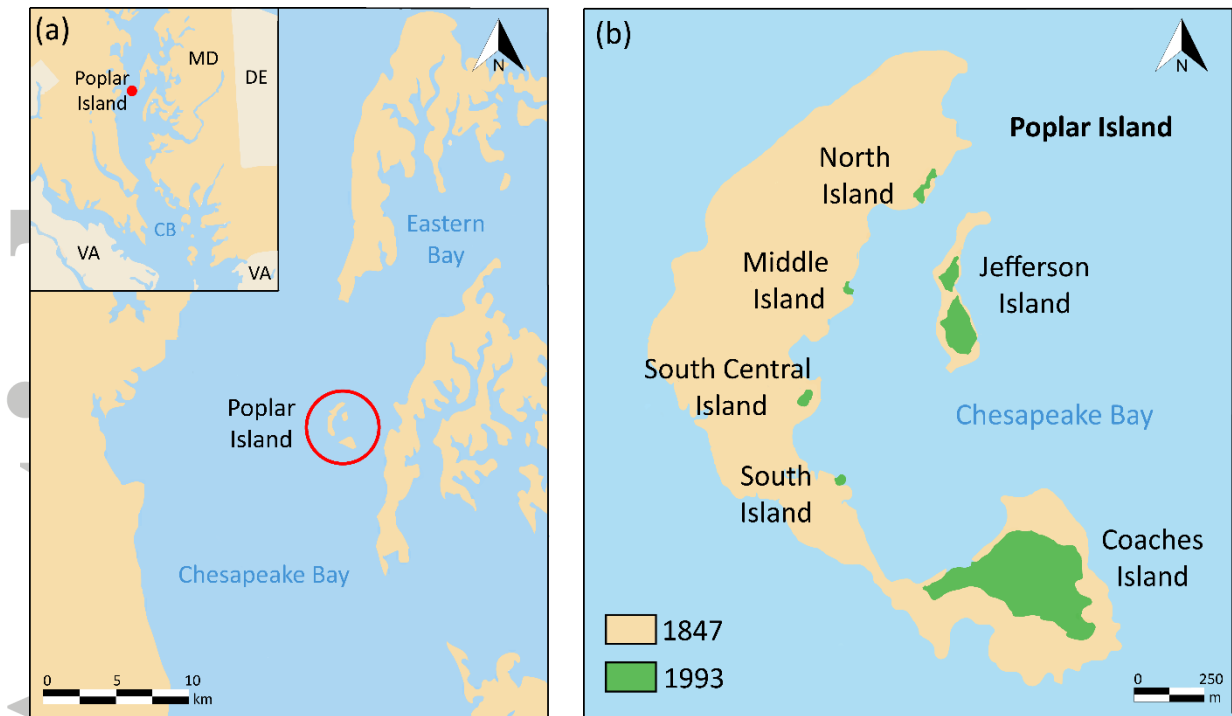 (a)
Poplar
Island
MD
DE
CB
VA
VA
N
Eastern
Bay
Poplar
Island
Chesapeake Bay
0 5 10
km
(b)
N
Poplar Island
North
Island
Middle
Island
Jefferson
Island
South Central
Island
Chesapeake Bay
South
Island
Coaches
Island
1847
1993
0 250
m